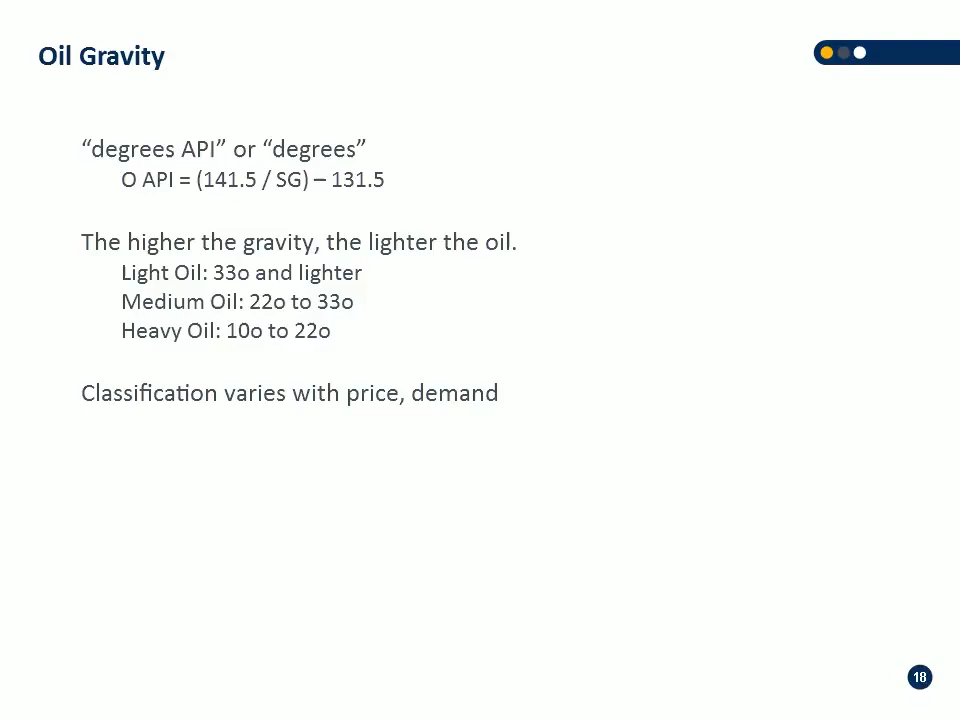 Oil Gravity
“degrees API” or “degrees”
O API = (141.5 / SG) – 131.5
The higher the gravity, the lighter the oil.
Light Oil: 33o and lighter
Medium Oil: 22o to 33o
Heavy Oil: 10o to 22o
Classification varies with price, demand
18